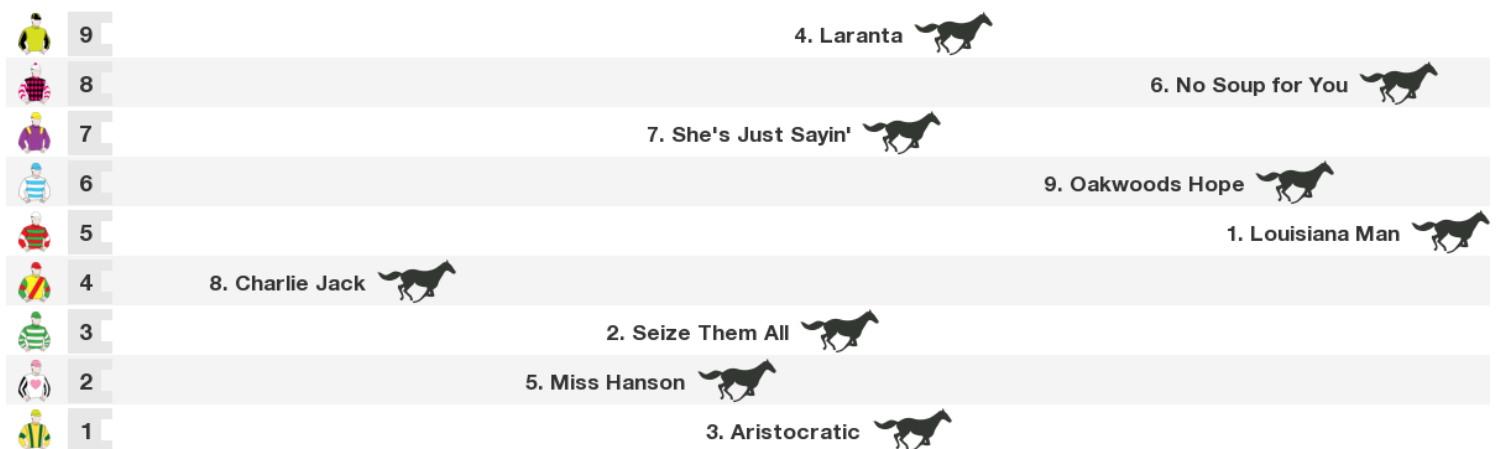 9 4. Laranta
8 6. No Soup for You
7 7. She's Just Sayin'
6 9. Oakwoods Hope
5 1. Louisiana Man
4 8. Charlie Jack
3 2. Seize Them All
2 5. Miss Hanson
1 3. Aristocratic